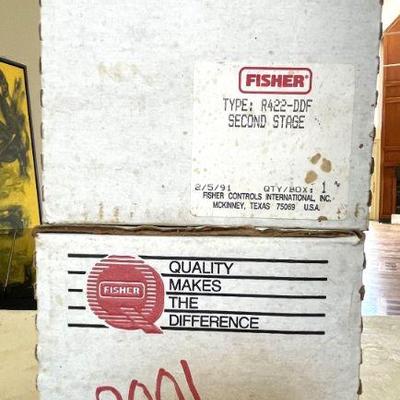 FISHER
TYPE: R422-DDF
SECOND STAGE
2/5/91 QTY/BOX: 1
FISHER CONTROLS INTERNATIONAL, INC.
MCKINNEY, TEXAS 75069 U.S.A.
FISHER
QUALITY
MAKES
THE
DIFFERENCE